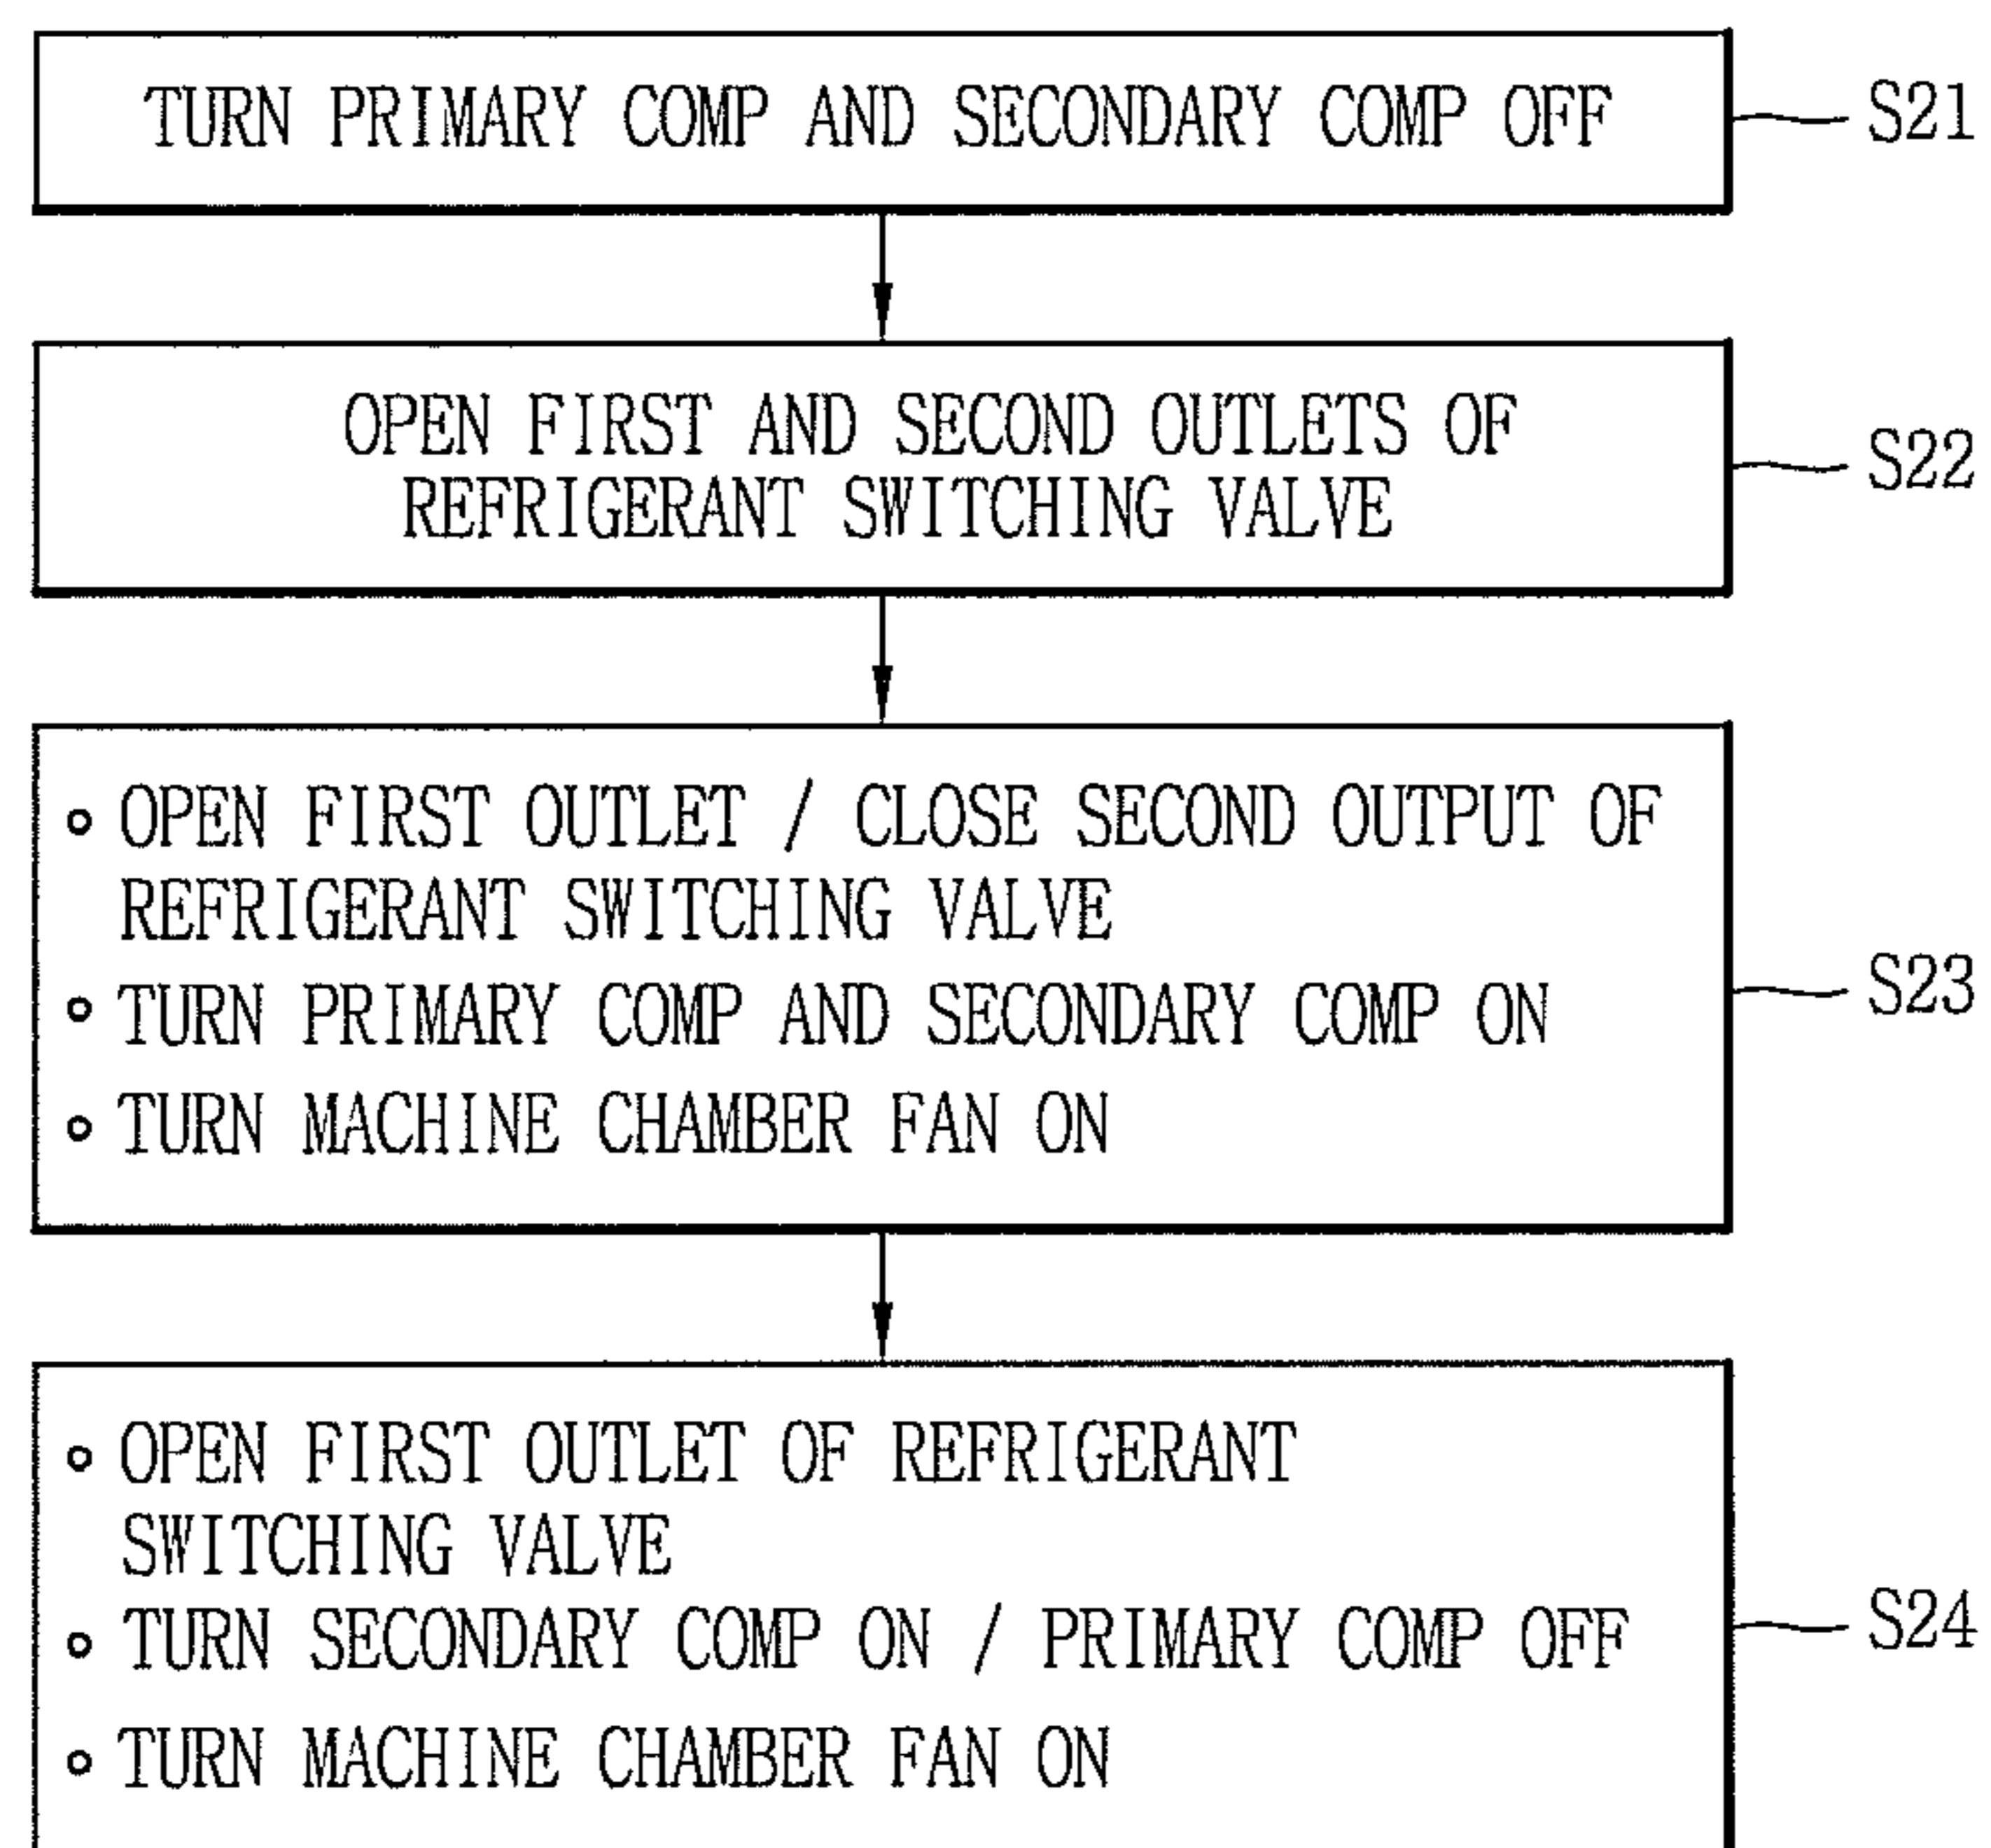 TURN PRIMARY COMP AND SECONDARY COMP OFF
S21
OPEN FIRST AND SECOND OUTLETS OF
REFRIGERANT SWITCHING VALVE
S22
OPEN FIRST OUTLET / CLOSE SECOND OUTPUT OF
REFRIGERANT SWITCHING VALVE
TURN PRIMARY COMP AND SECONDARY COMP ON
TURN MACHINE CHAMBER FAN ON
S23
OPEN FIRST OUTLET OF REFRIGERANT
SWITCHING VALVE
TURN SECONDARY COMP ON / PRIMARY COMP OFF
TURN MACHINE CHAMBER FAN ON
S24